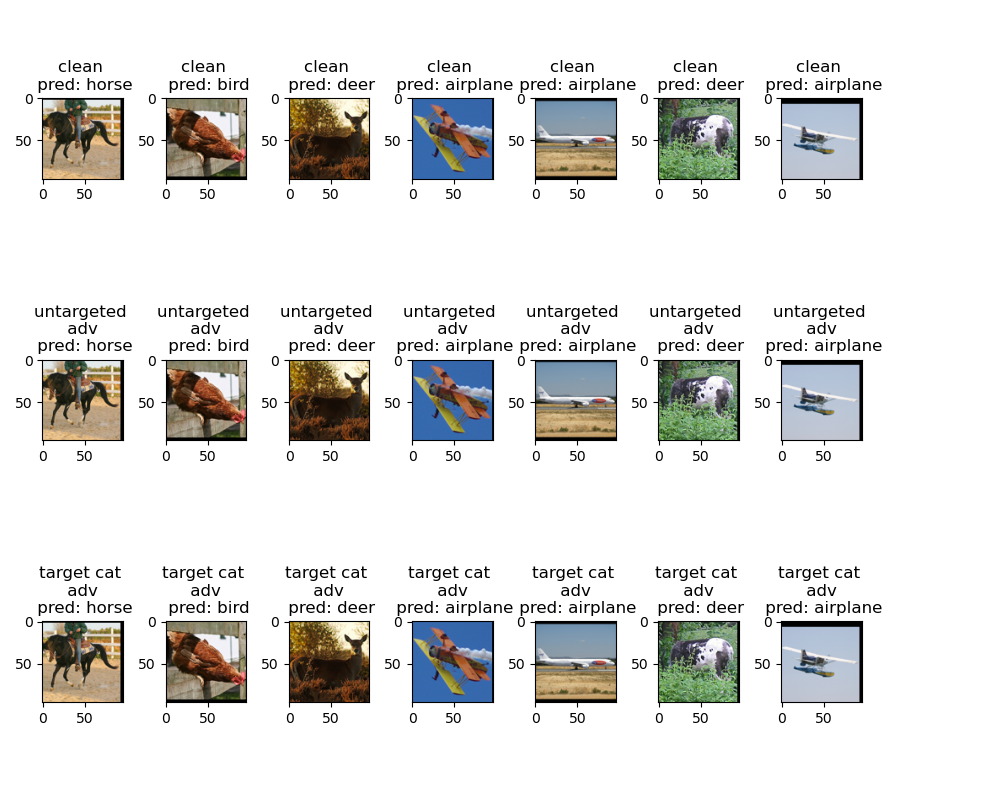 clean clean clean clean clean clean clean
pred: horse pred: bird pred: deer pred: airplane pred: airplane pred: deer pred: airplane
0 0 0 0 0 0 0
50 50 50 50 50 50 50
0 50 0 50 0 50 0 50 0 50 0 50 0 50
untargeted untargeted untargeted untargeted untargeted untargeted untargeted
adv adv adv adv adv adv adv
pred: horse pred: bird pred: deer pred: airplane pred: airplane pred: deer pred: airplane
0 0 0 0 0 0 0
50 50 50 50 50 50 50
0 50 0 50 0 50 0 50 0 50 0 50 0 50
target cat target cat target cat target cat target cat target cat target cat
adv adv adv adv adv adv adv
pred: horse pred: bird pred: deer pred: airplane pred: airplane pred: deer pred: airplane
0 0 0 0 0 0 0
50 50 50 50 50 50 50
0 50 0 50 0 50 0 50 0 50 0 50 0 50